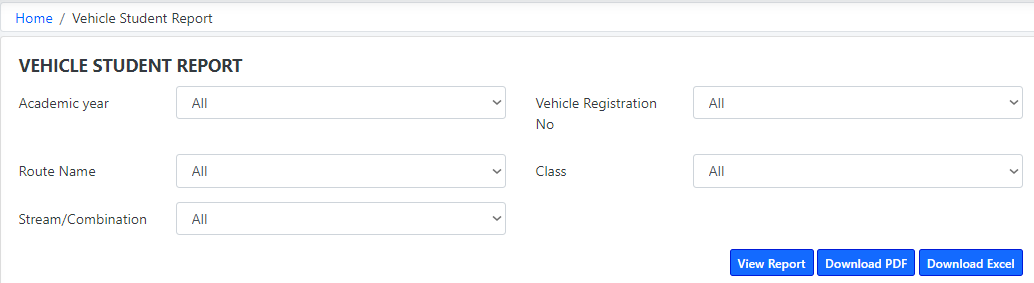 Home / Vehicle Student Report
VEHICLE STUDENT REPORT
Academic year All Vehicle Registration No All
Route Name All Class All
Stream/Combination All
View Report Download PDF Download Excel